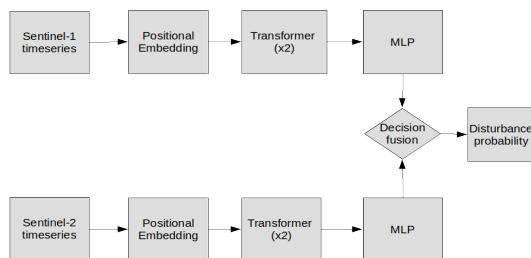 Sentinel-1
timeseries
Positional
Embedding
Transformer
(x2)
MLP
Decision
fusion
Disturbance
probability
Sentinel-2
timeseries
Positional
Embedding
Transformer
(x2)
MLP